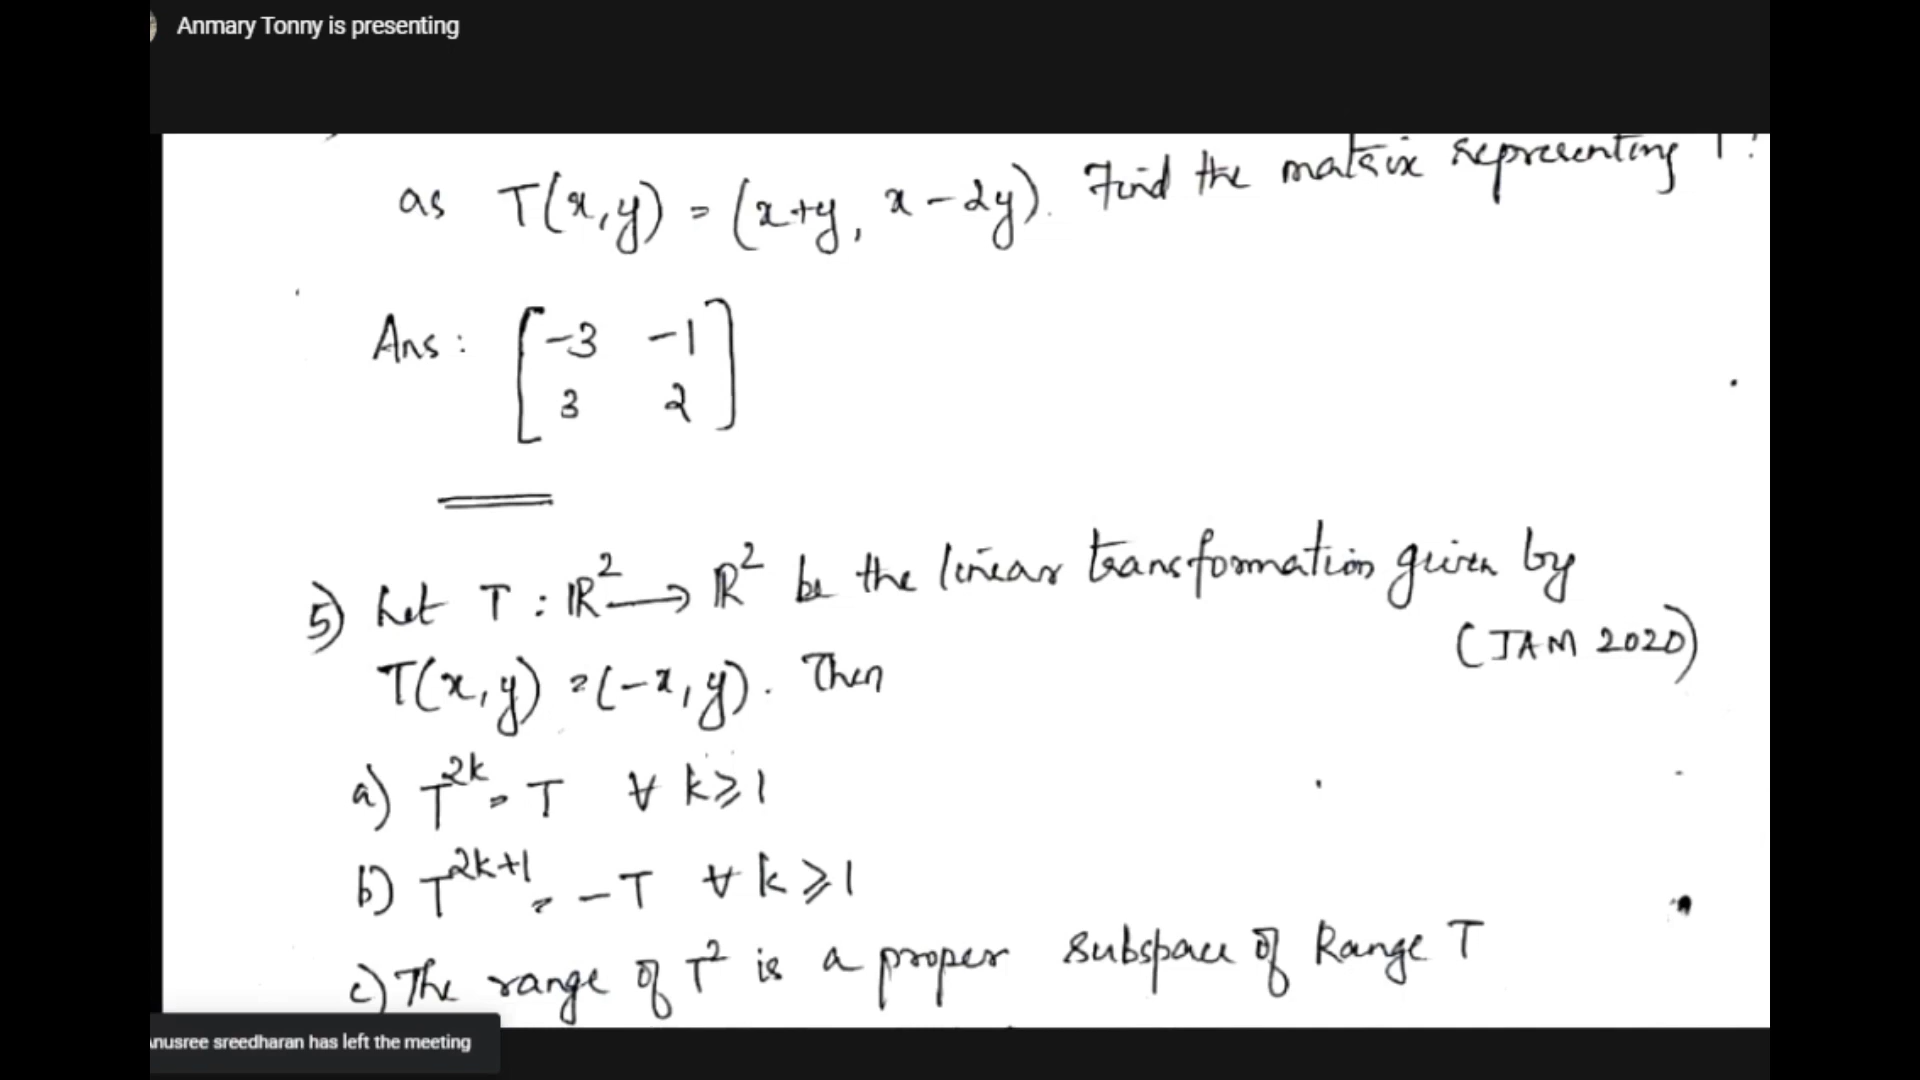 Anmary Tonny is presenting
as T(x,y) = (x+y, x-2y). Find the matrix representing T?
Ans: [ -3 -1
3 2 ]
5) Let T : ℝ² → ℝ² be the linear transformation given by
(JAM 2020)
T(x,y) = (-x,y). Then
a) T^2k = T ∀ k ≥ 1
b) T^2k+1 = -T ∀ k ≥ 1
c) The range of T² is a proper subspace of Range T
nusree sreedharan has left the meeting